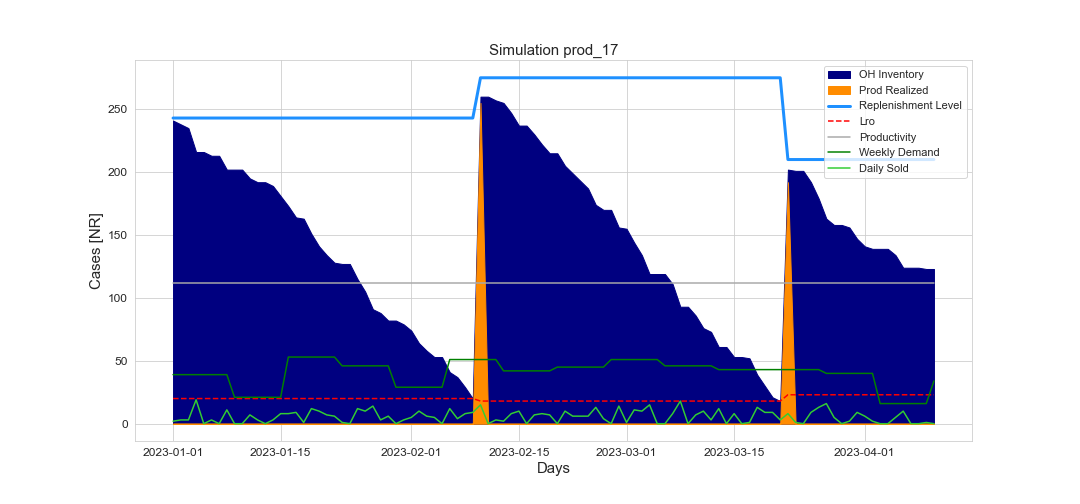 Simulation prod_17
OH Inventory
Prod Realized
Replenishment Level
Lro
Productivity
Weekly Demand
Daily Sold
Cases [NR]
250
200
150
100
50
0
2023-01-01 2023-01-15 2023-02-01 2023-02-15 2023-03-01 2023-03-15 2023-04-01
Days